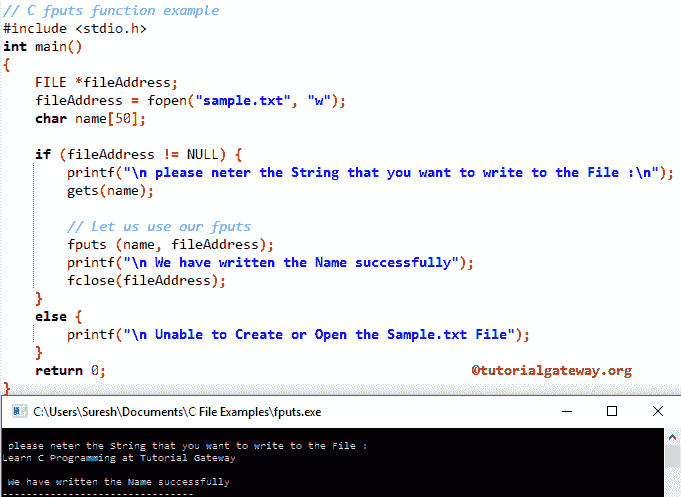 // C fputs function example
#include <stdio.h>
int main()
{
    FILE *fileAddress;
    fileAddress = fopen("sample.txt", "w");
    char name[50];

    if (fileAddress != NULL) {
        printf("\n please neter the String that you want to write to the File :\n");
        gets(name);

        // Let us use our fputs
        fputs (name, fileAddress);
        printf("\n We have written the Name successfully");
        fclose(fileAddress);
    }
    else {
        printf("\n Unable to Create or Open the Sample.txt File");
    }
    return 0;
©tutorialgateway.org
}
C:\Users\Suresh\Documents\C File Examples\fputs.exe
please neter the String that you want to write to the File :
Learn C Programming at Tutorial Gateway

We have written the Name successfully
--------------------------------